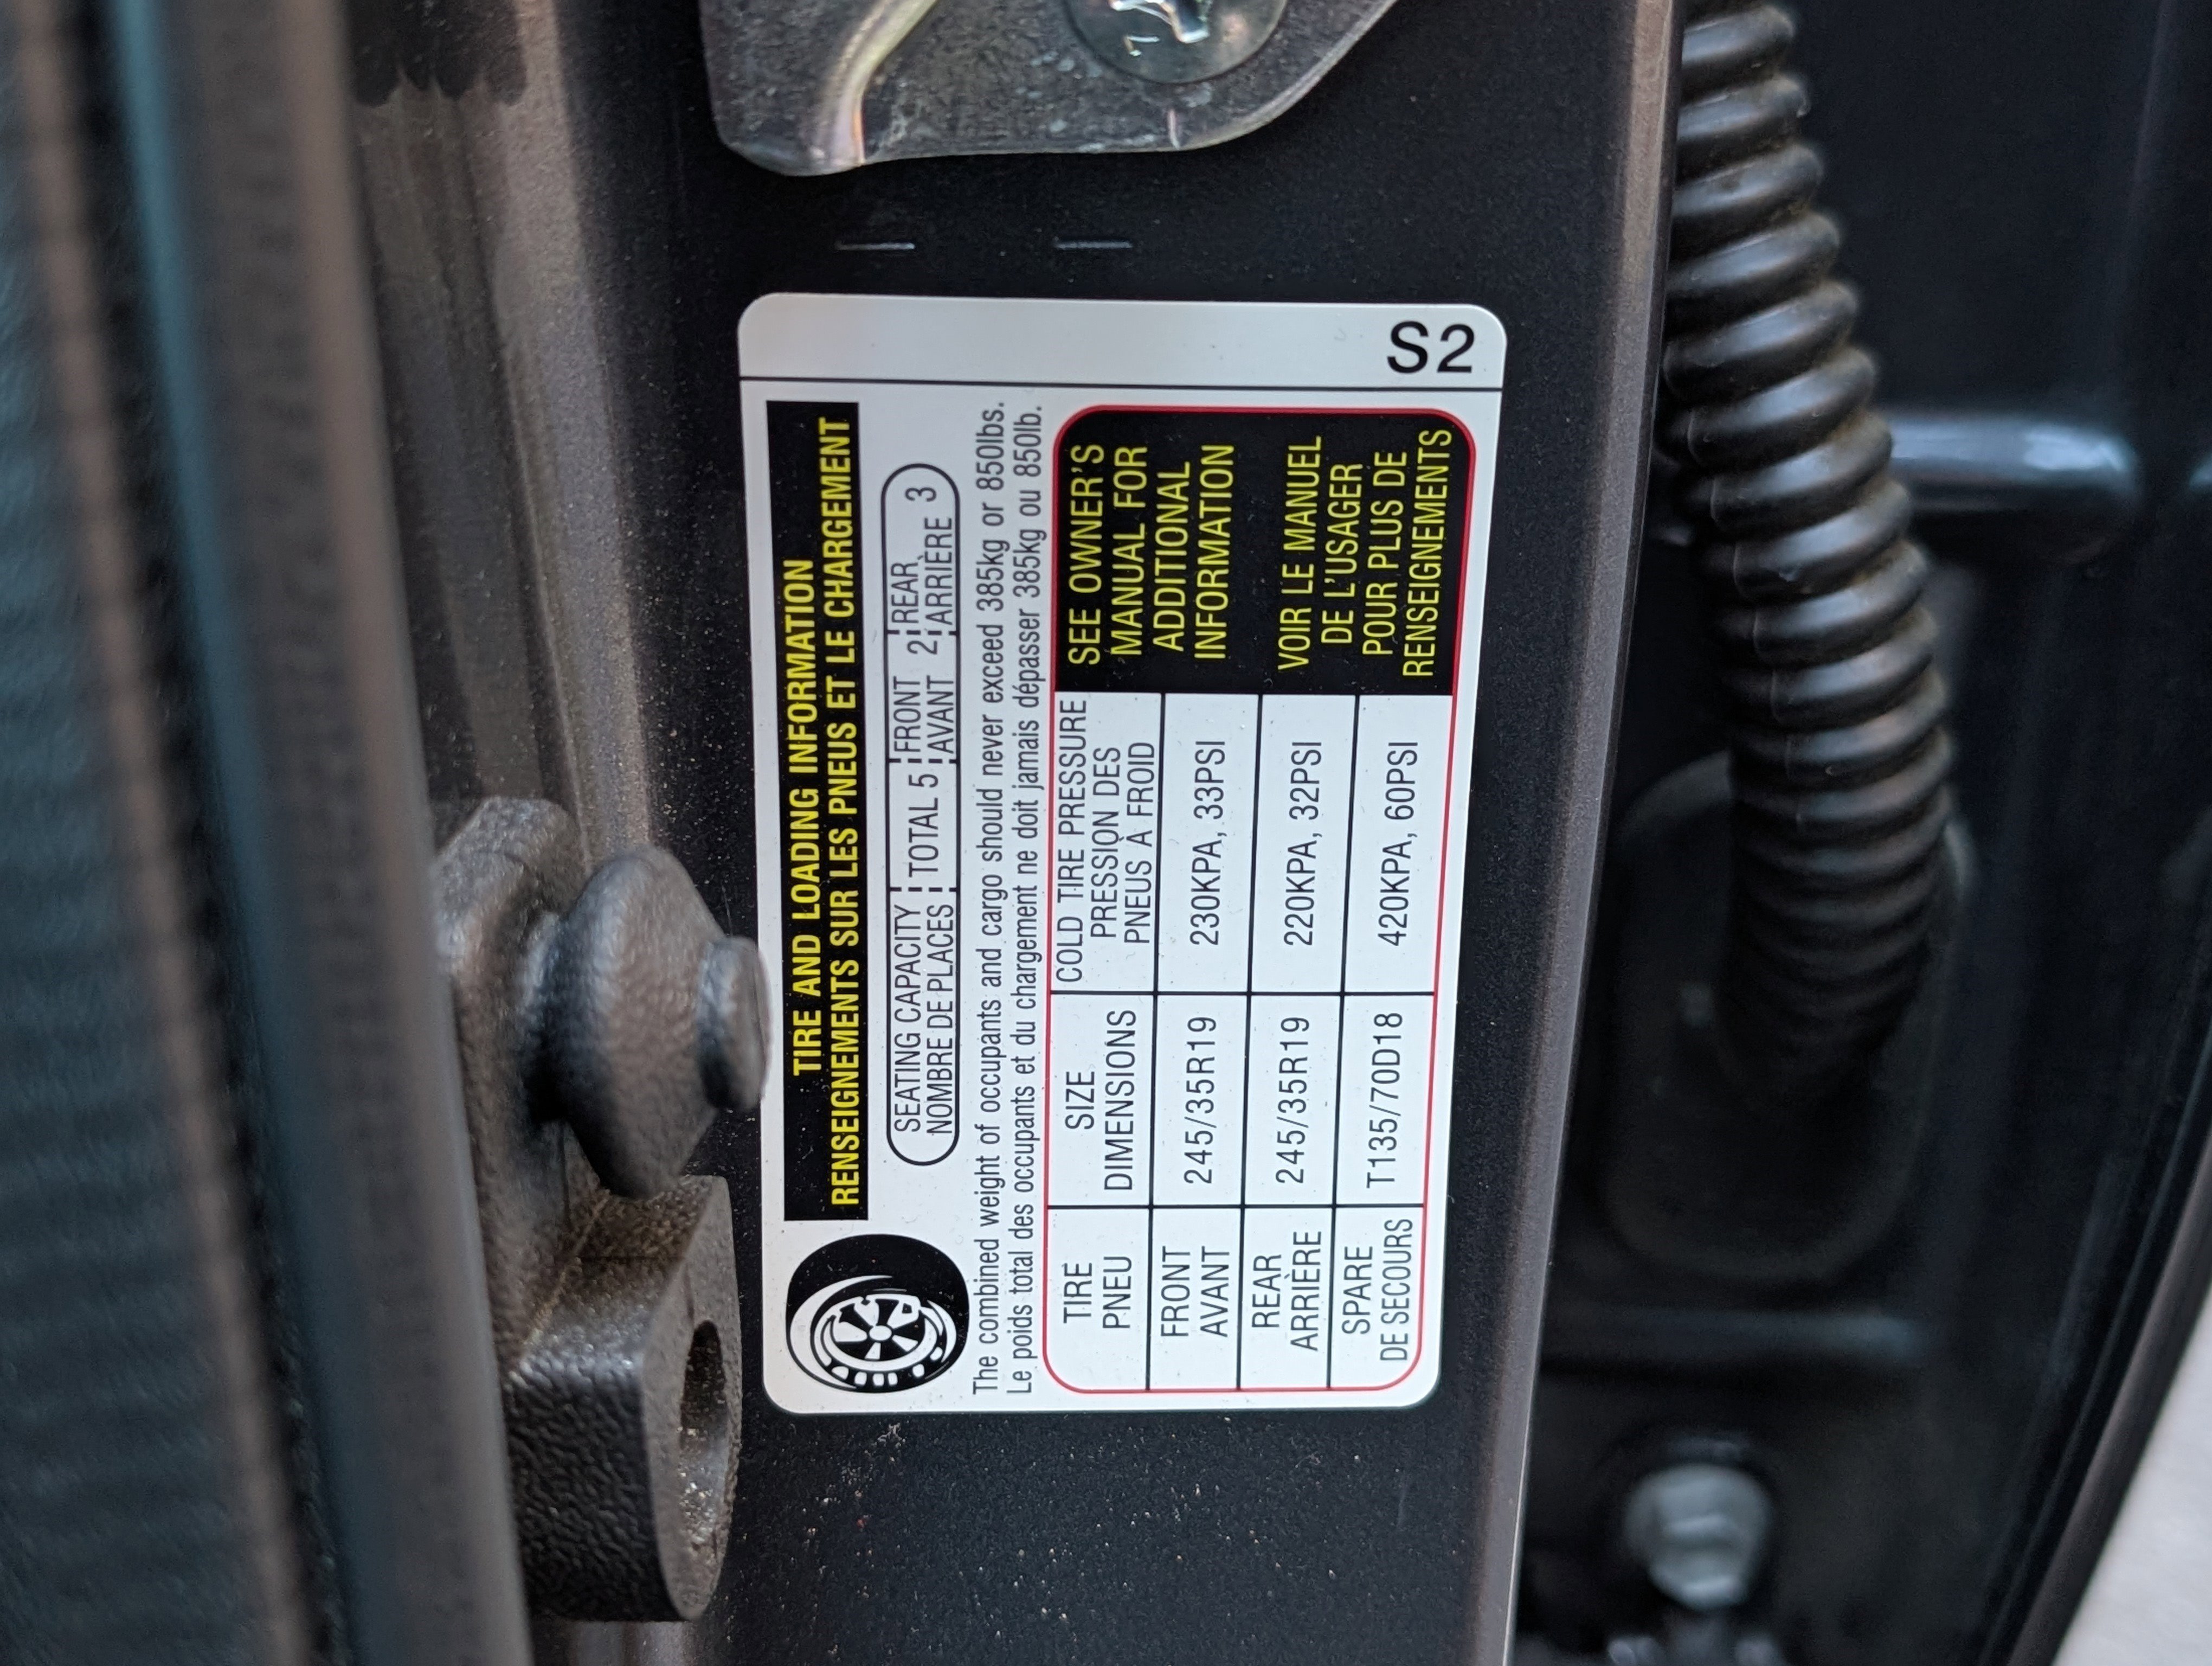 TIRE AND LOADING INFORMATION
RENSEIGNEMENTS SUR LES PNEUS ET LE CHARGEMENT
SEATING CAPACITY TOTAL 5 FRONT 2 REAR 3
NOMBRE DE PLACES AVANT ARRIÈRE
The combined weight of occupants and cargo should never exceed 385kg or 850lbs.
Le poids total des occupants et du chargement ne doit jamais dépasser 385kg ou 850lb.
TIRE
PNEU
SIZE
DIMENSIONS
COLD TIRE PRESSURE
PRESSION DES
PNEUS À FROID
FRONT
AVANT
245/35R19
230KPA, 33PSI
REAR
ARRIÈRE
245/35R19
220KPA, 32PSI
SPARE
DE SECOURS
T135/70D18
420KPA, 60PSI
SEE OWNER'S
MANUAL FOR
ADDITIONAL
INFORMATION
VOIR LE MANUEL
DE L'USAGER
POUR PLUS DE
RENSEIGNEMENTS
S2